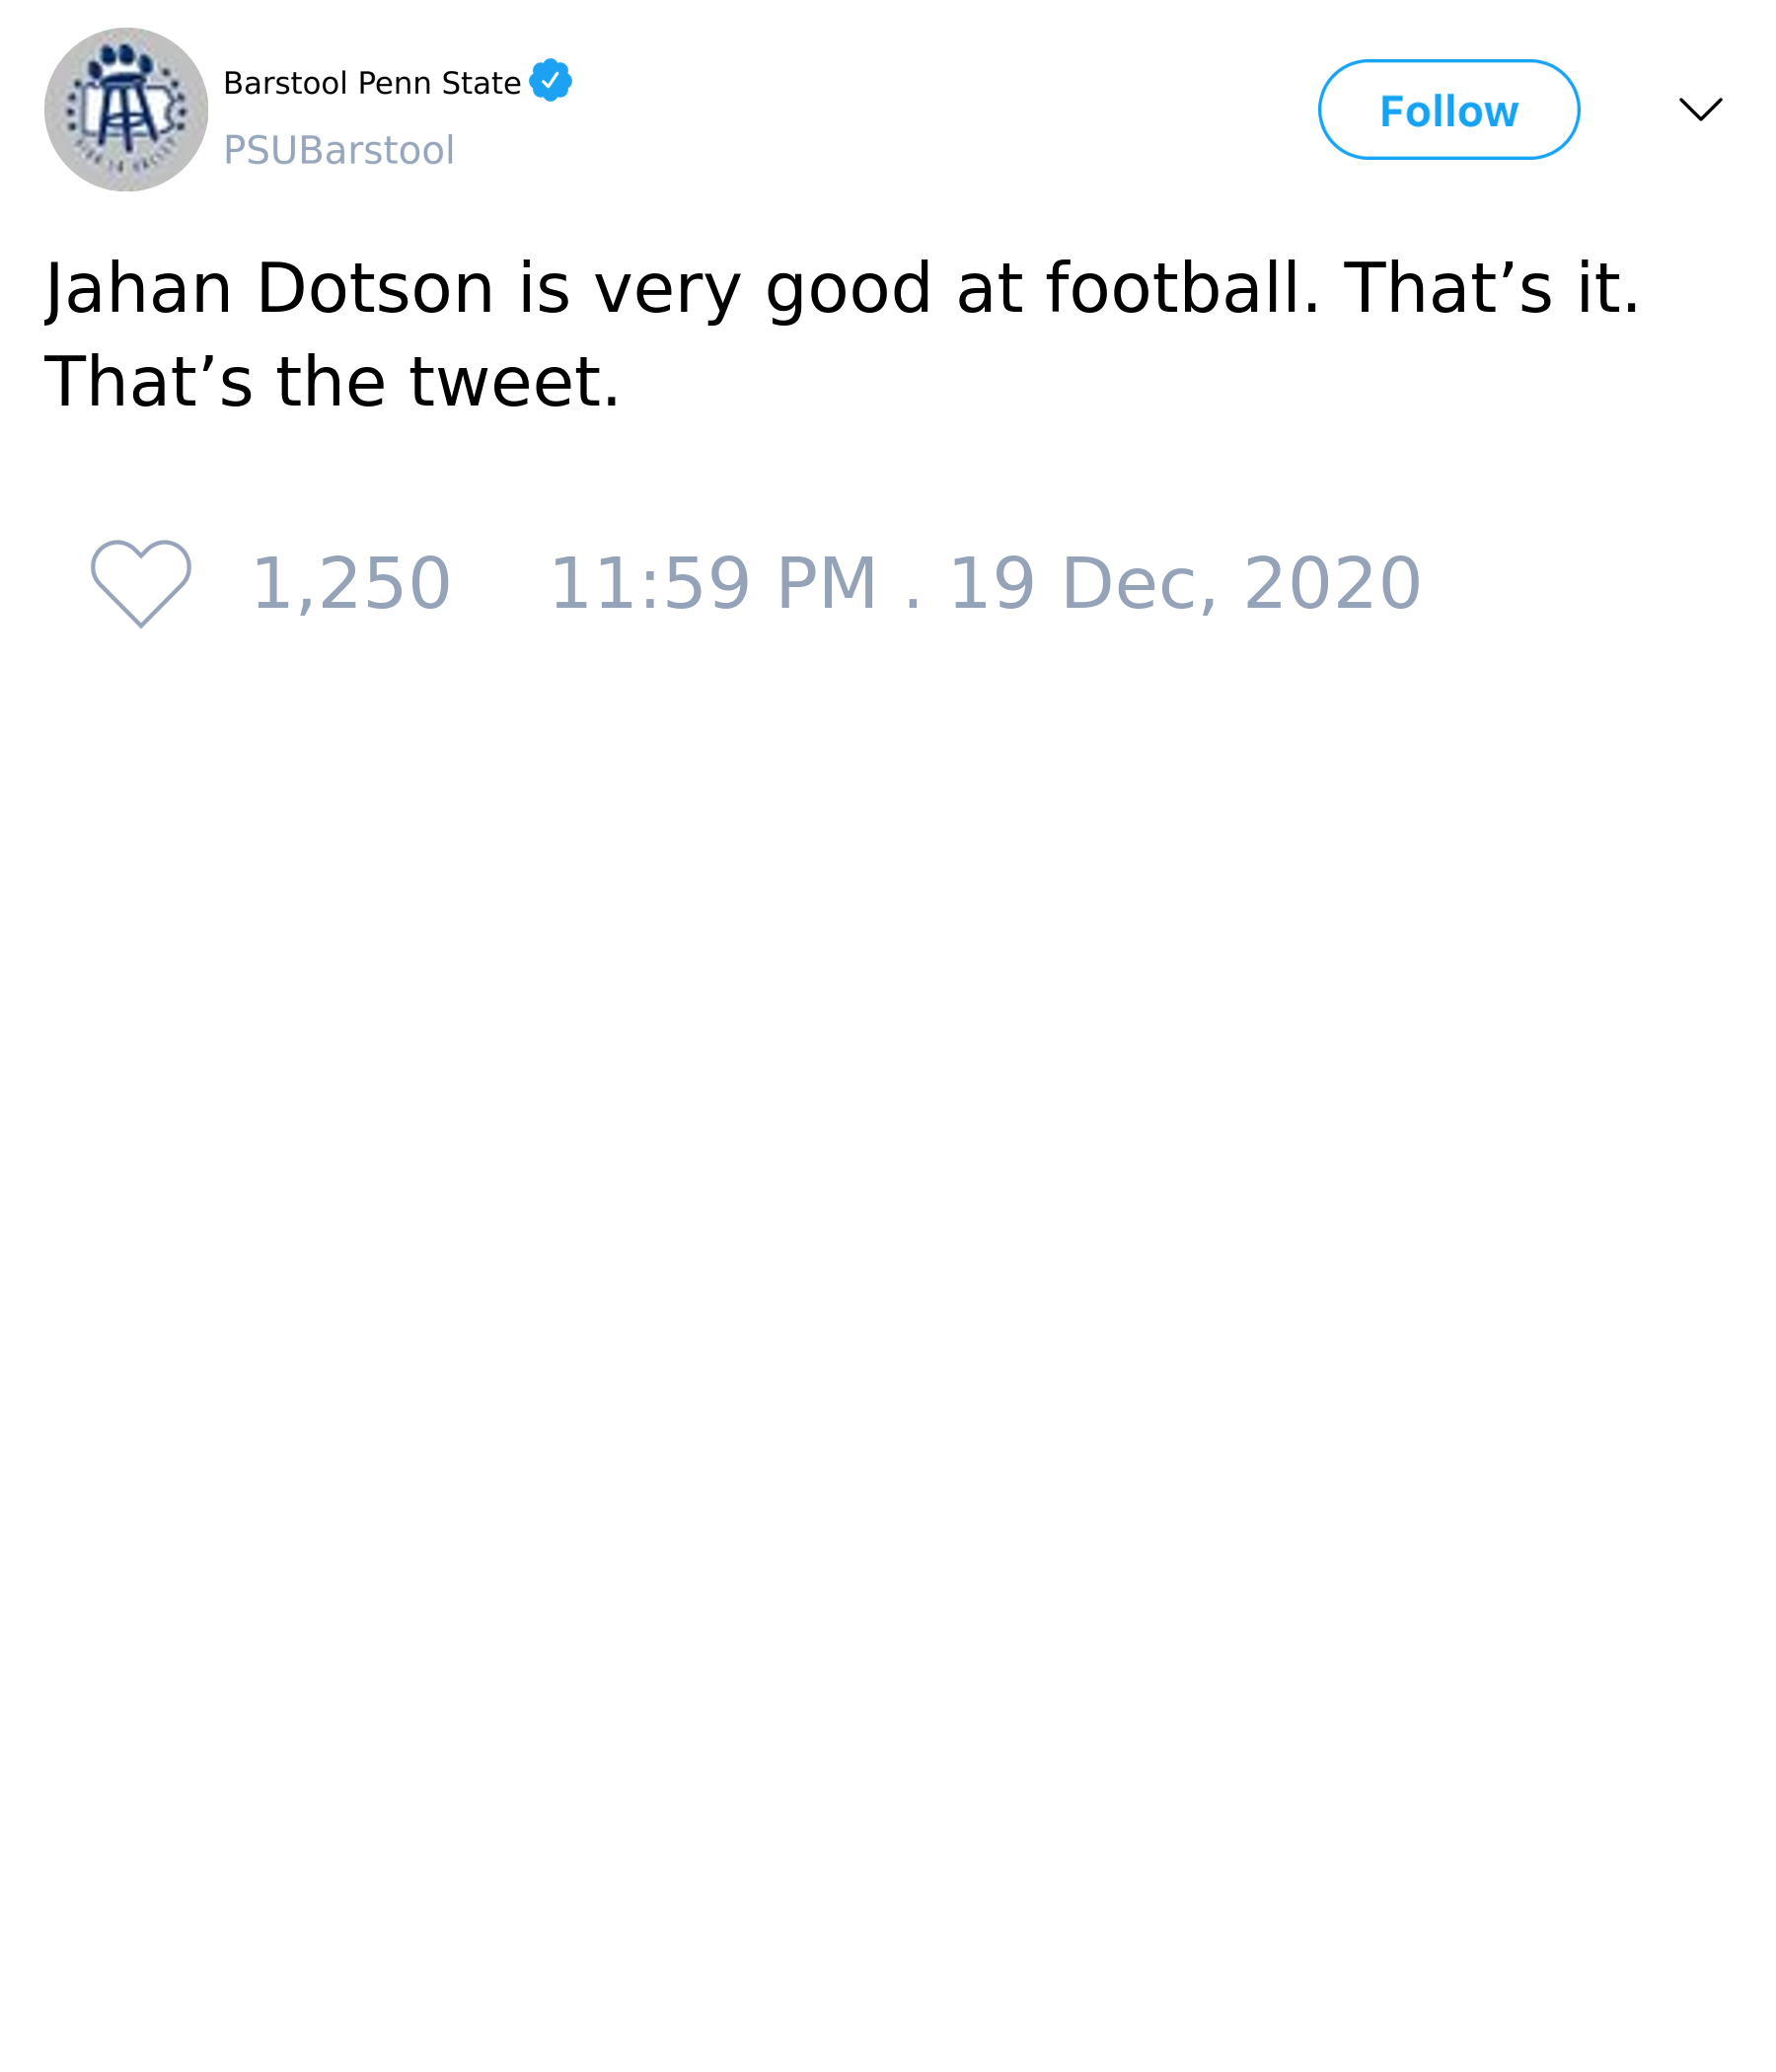 Barstool Penn State
PSUBarstool
Follow
Jahan Dotson is very good at football. That’s it.
That’s the tweet.
1,250 11:59 PM . 19 Dec, 2020